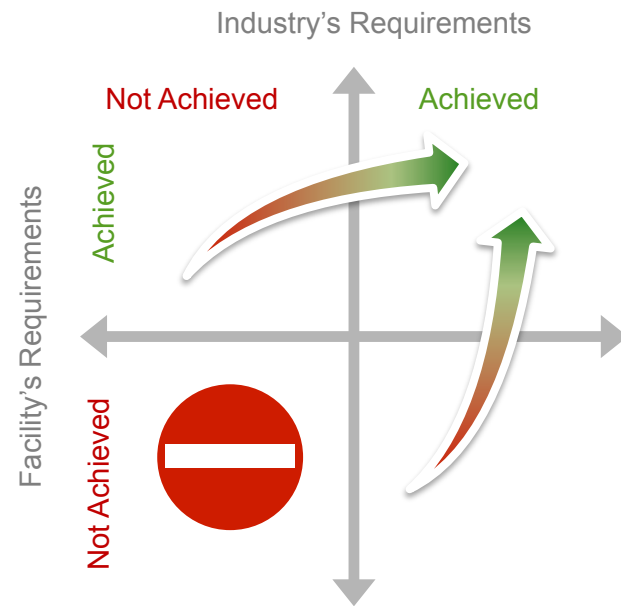 Industry’s Requirements
Not Achieved
Achieved
Achieved
Facility’s Requirements
Not Achieved